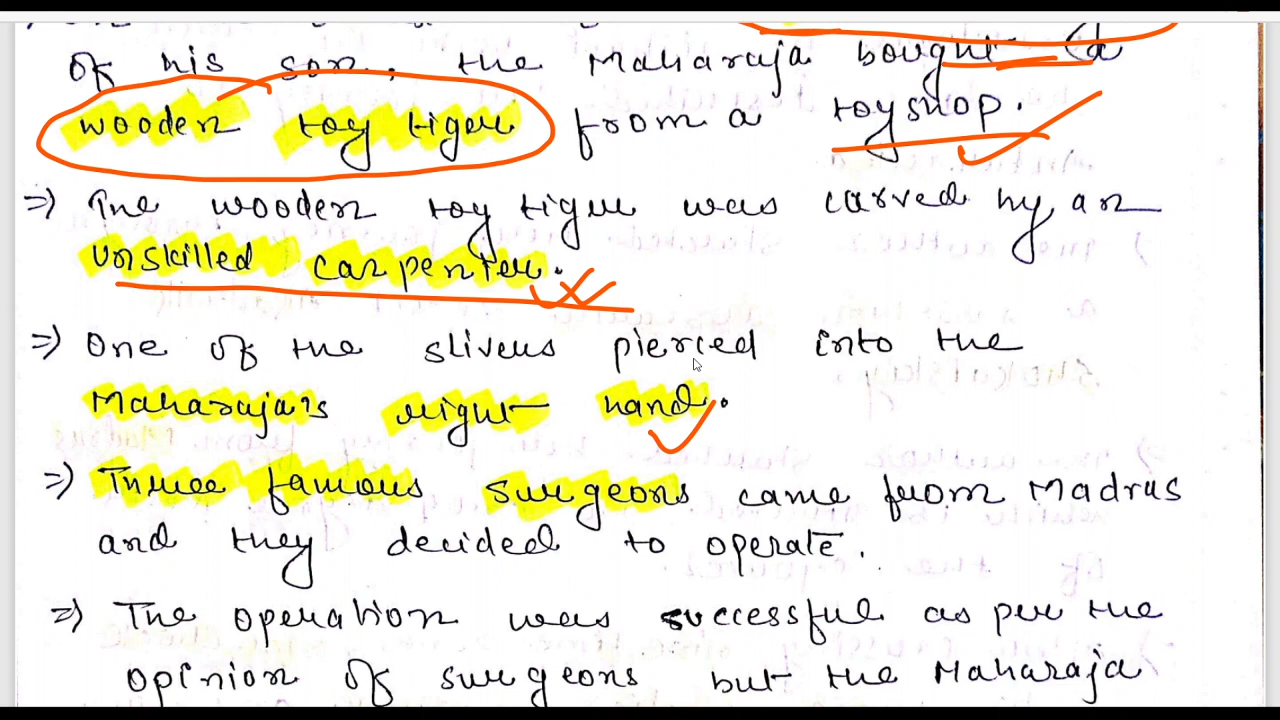 of his son, the Maharaja bought (a
wooden toy tiger from a toyshop.
=> The wooden toy tiger was carved by an
unskilled carpenter.
=> One of the slivers pierced into the
Maharaja's right hand.
=> Three famous surgeons came from Madras
and they decided to operate.
=> The operation was successful as per the
opinion of surgeons but the Maharaja